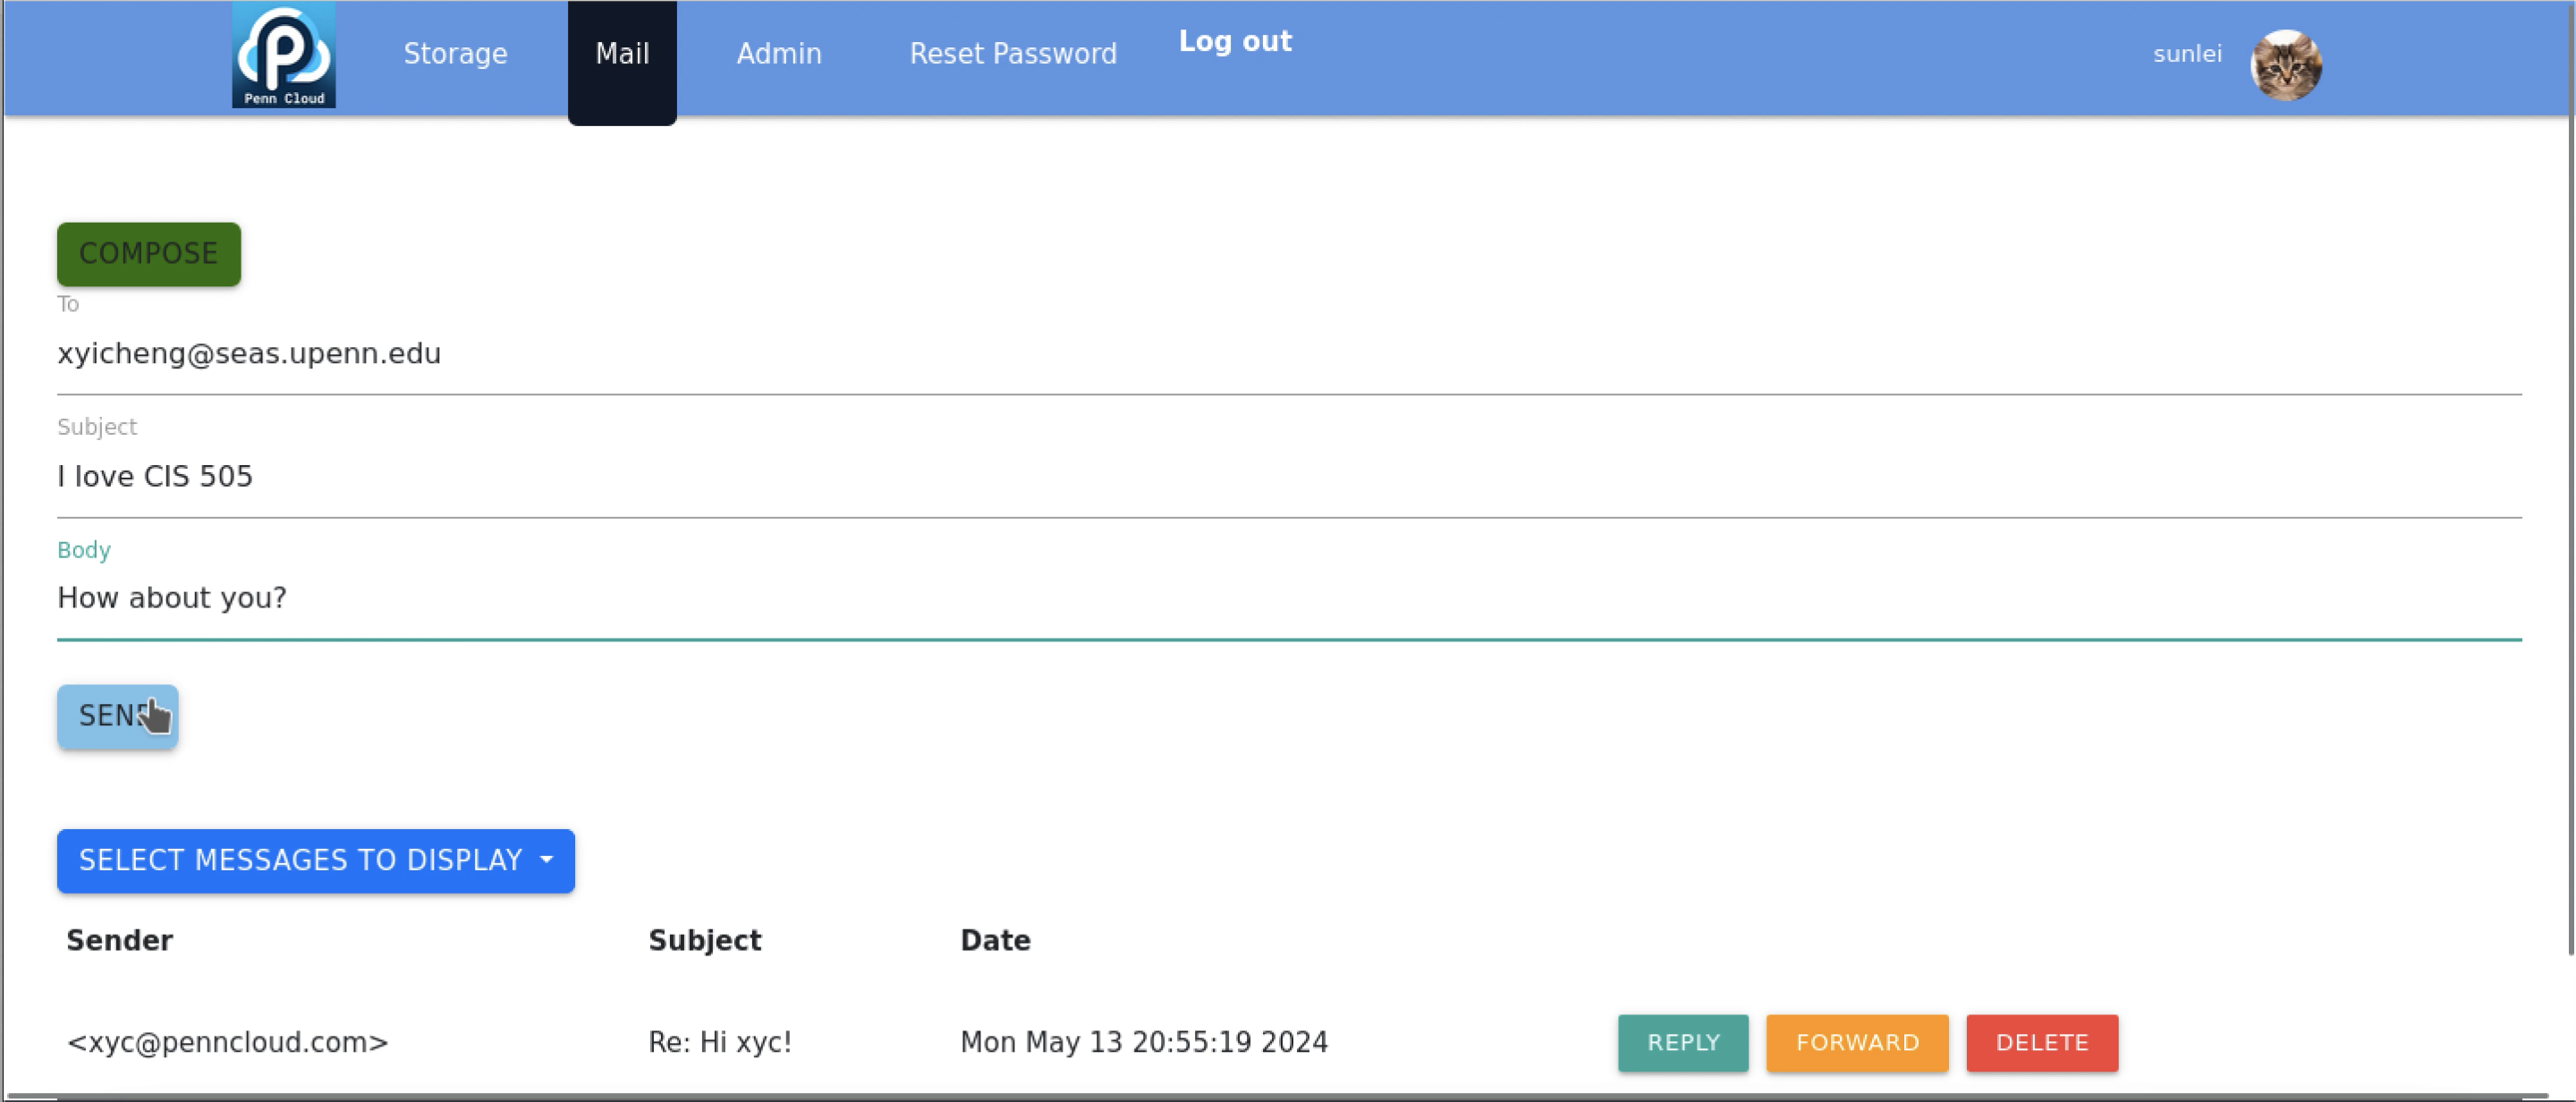 Penn Cloud
Storage Mail Admin Reset Password Log out sunlei
COMPOSE
To
xyicheng@seas.upenn.edu
Subject
I love CIS 505
Body
How about you?
SEND
SELECT MESSAGES TO DISPLAY
Sender Subject Date
<xyc@penncloud.com> Re: Hi xyc! Mon May 13 20:55:19 2024 REPLY FORWARD DELETE